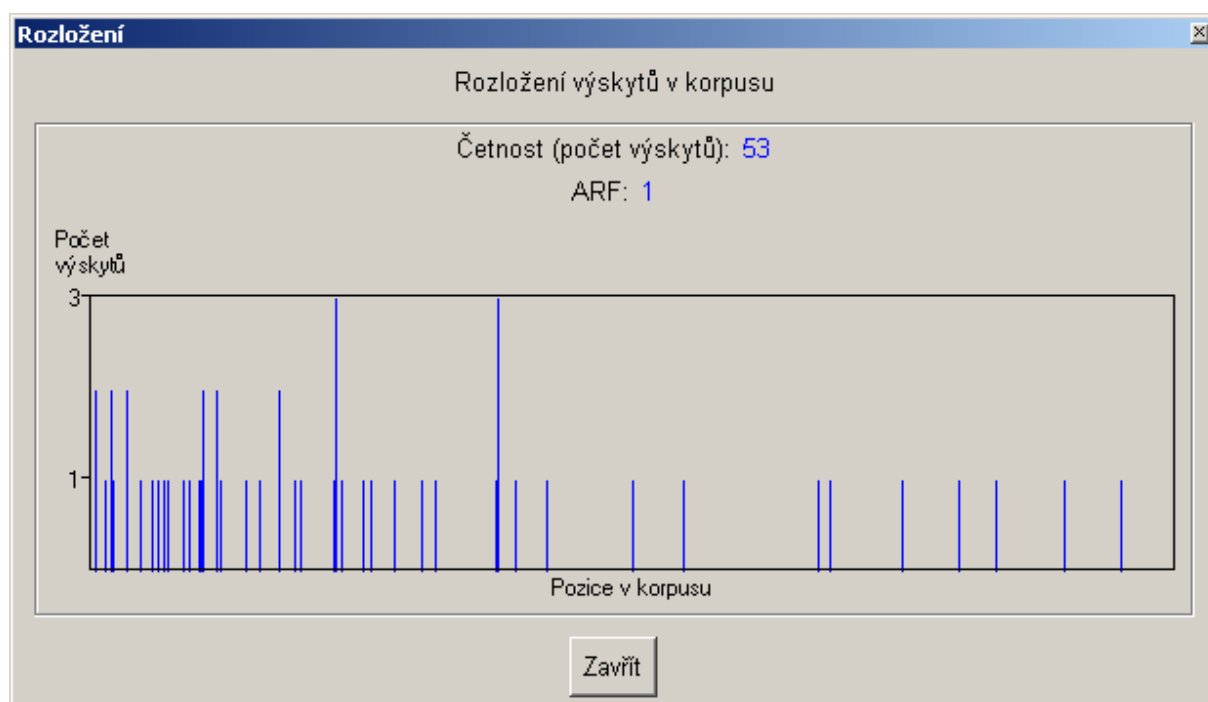 Rozložení
Rozložení výskytů v korpusu
Četnost (počet výskytů): 53
ARF: 1
Počet
výskytů
3
1
Pozice v korpusu
Zavřít